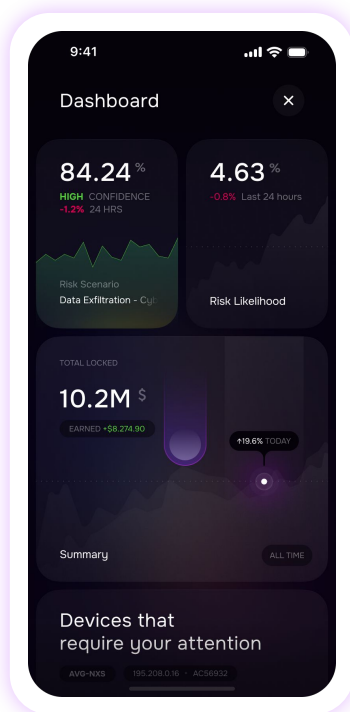 9:41
Dashboard
84.24 %
HIGH CONFIDENCE
-1.2% 24 HRS
Risk Scenario
Data Exfiltration - Cyb
4.63 %
-0.8% Last 24 hours
Risk Likelihood
TOTAL LOCKED
10.2M $
EARNED +$8,274.90
↑19.6% TODAY
Summary
ALL TIME
Devices that
require your attention
AVG-NXS
195.208.0.16 · AC56932